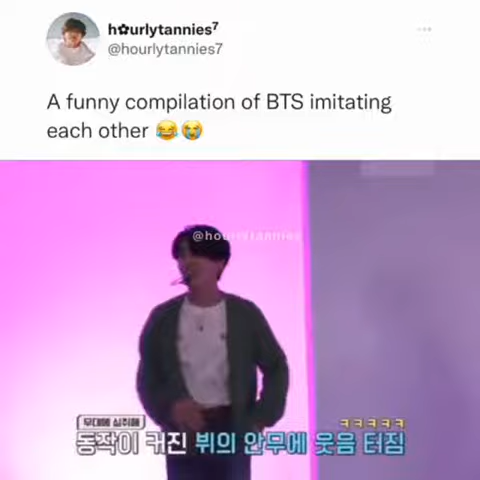 h✿urlytannies⁷
@hourlytannies7
A funny compilation of BTS imitating
each other 😂😭
@hourlytannies
무대에 심취해
ㅋㅋㅋㅋㅋ
동작이 커진 뷔의 안무에 웃음 터짐